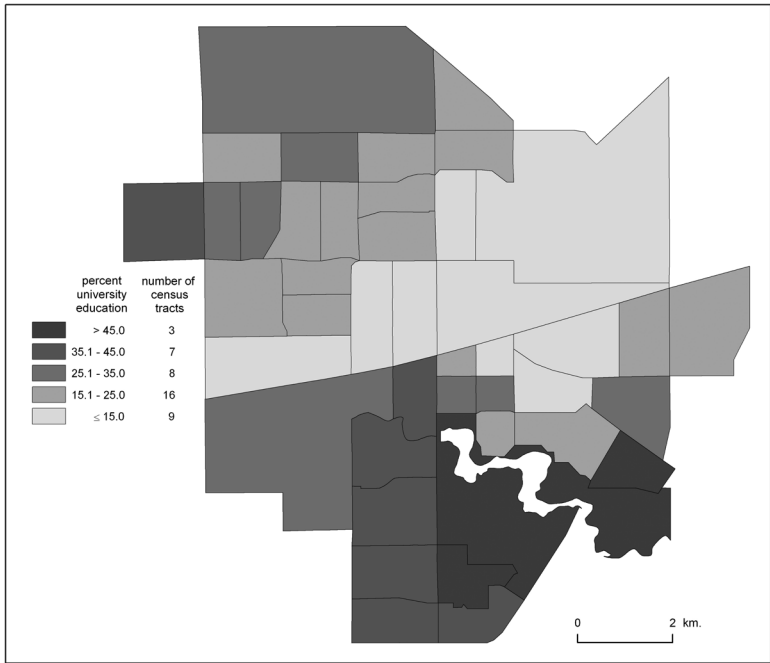 percent university education number of census tracts
> 45.0 3
35.1 - 45.0 7
25.1 - 35.0 8
15.1 - 25.0 16
≤ 15.0 9
0 2 km.